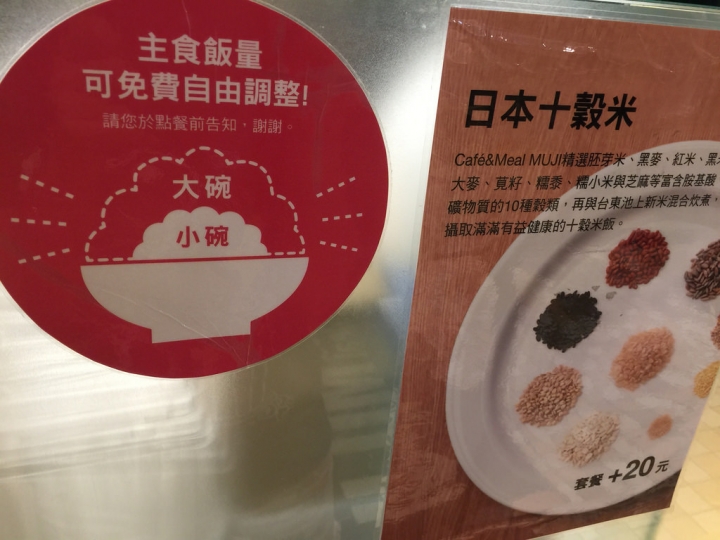 主食飯量
可免費自由調整!
請您於點餐前告知，謝謝。
大碗
小碗
日本十穀米
Café&Meal MUJI精選胚芽米、黑麥、紅米、黑
大麥、莧籽、糯黍、糯小米與芝麻等富含胺基酸
礦物質的10種穀類，再與台東池上新米混合炊煮，
攝取滿滿有益健康的十穀米飯。
套餐 +20元